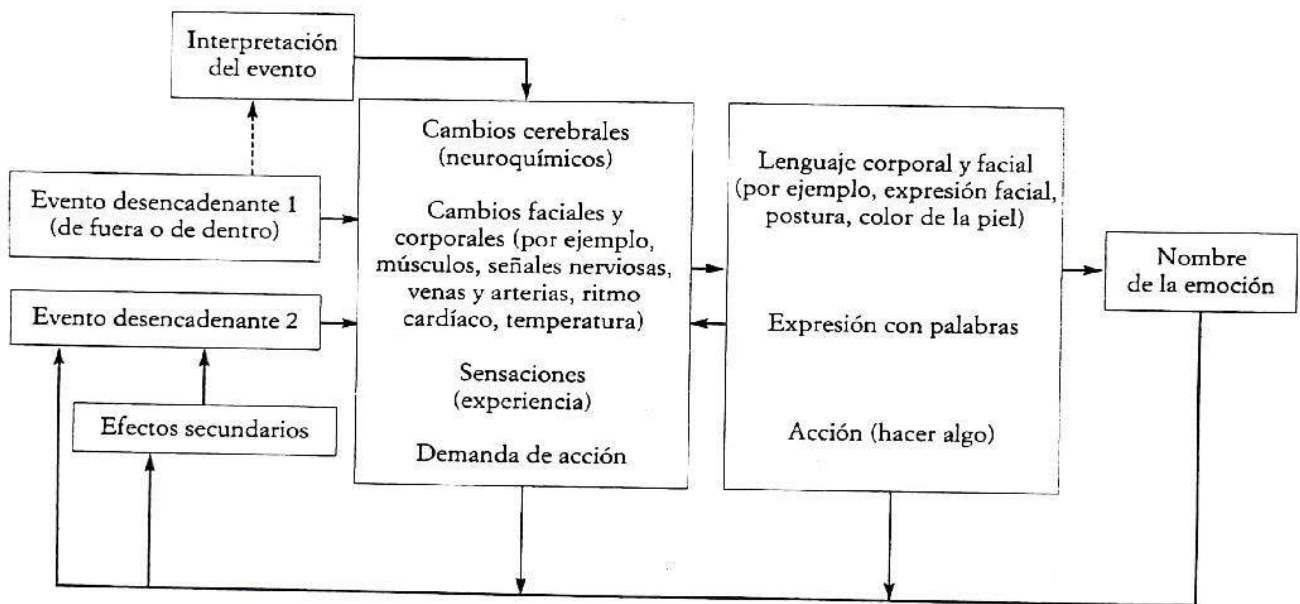 Interpretación
del evento
Evento desencadenante 1
(de fuera o de dentro)
Evento desencadenante 2
Efectos secundarios
Cambios cerebrales
(neuroquímicos)
Cambios faciales y
corporales (por ejemplo,
músculos, señales nerviosas,
venas y arterias, ritmo
cardíaco, temperatura)
Sensaciones
(experiencia)
Demanda de acción
Lenguaje corporal y facial
(por ejemplo, expresión facial,
postura, color de la piel)
Expresión con palabras
Acción (hacer algo)
Nombre
de la emoción